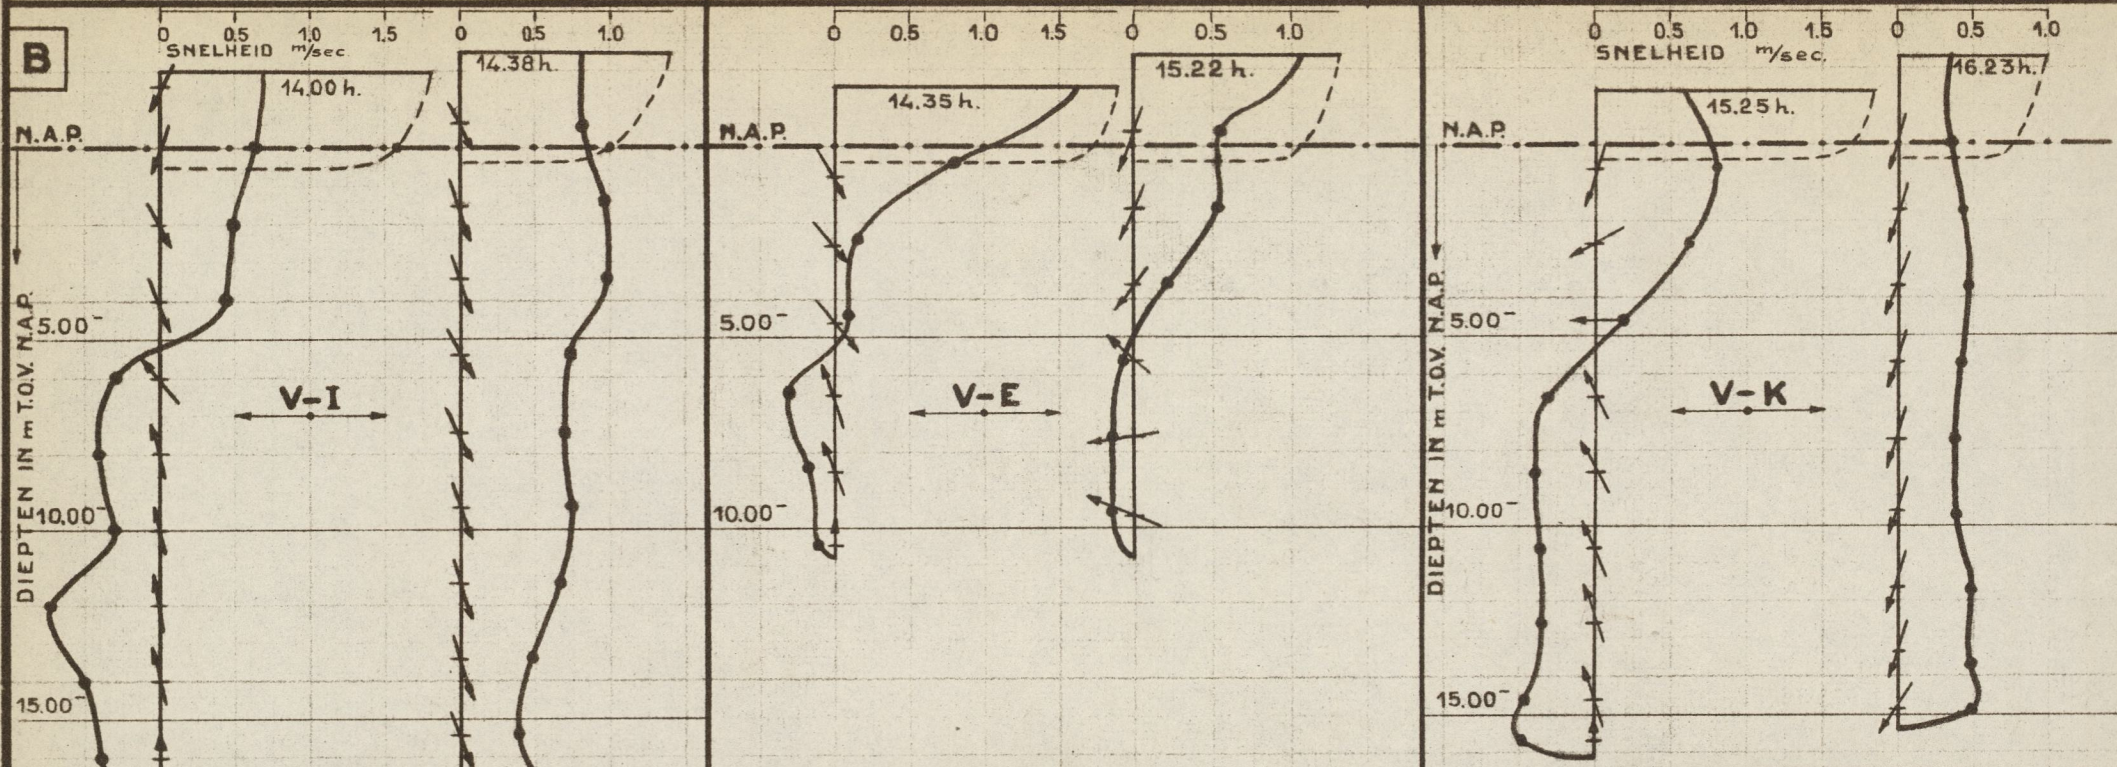 B
0 0.5 1.0 1.5
SNELHEID m/sec
0 0.5 1.0
14.00 h.
14.38 h.
N.A.P.
DIEPTEN IN m T.O.V. N.A.P.
5.00-
10.00-
15.00-
V-I
0 0.5 1.0 1.5
0 0.5 1.0
14.35 h.
15.22 h.
N.A.P.
5.00-
10.00-
V-E
0 0.5 1.0 1.5
SNELHEID m/sec.
0 0.5 1.0
15.25 h.
16.23 h.
N.A.P.
DIEPTEN IN m T.O.V. N.A.P.
5.00-
10.00-
15.00-
V-K